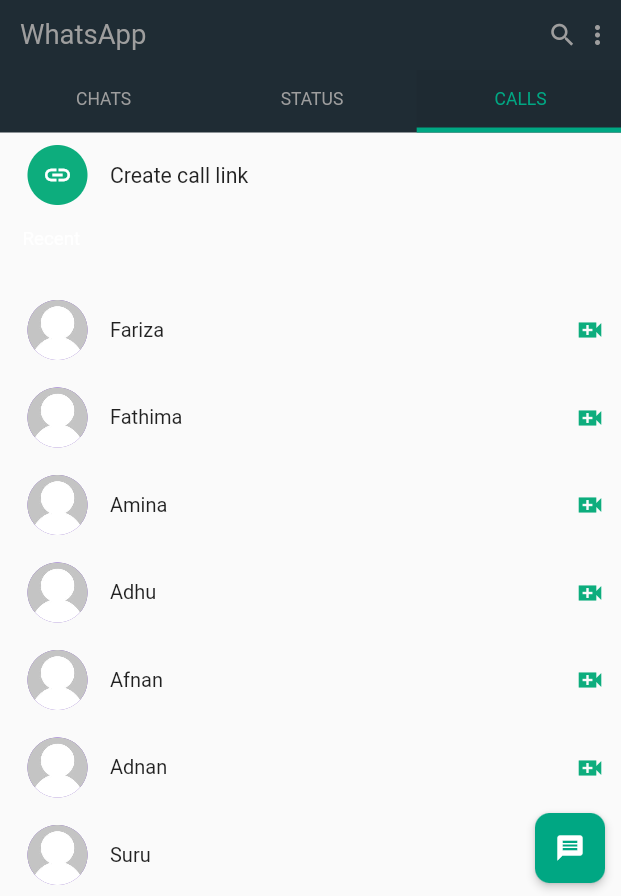 WhatsApp
CHATS STATUS CALLS
Create call link
Recent
Fariza
Fathima
Amina
Adhu
Afnan
Adnan
Suru